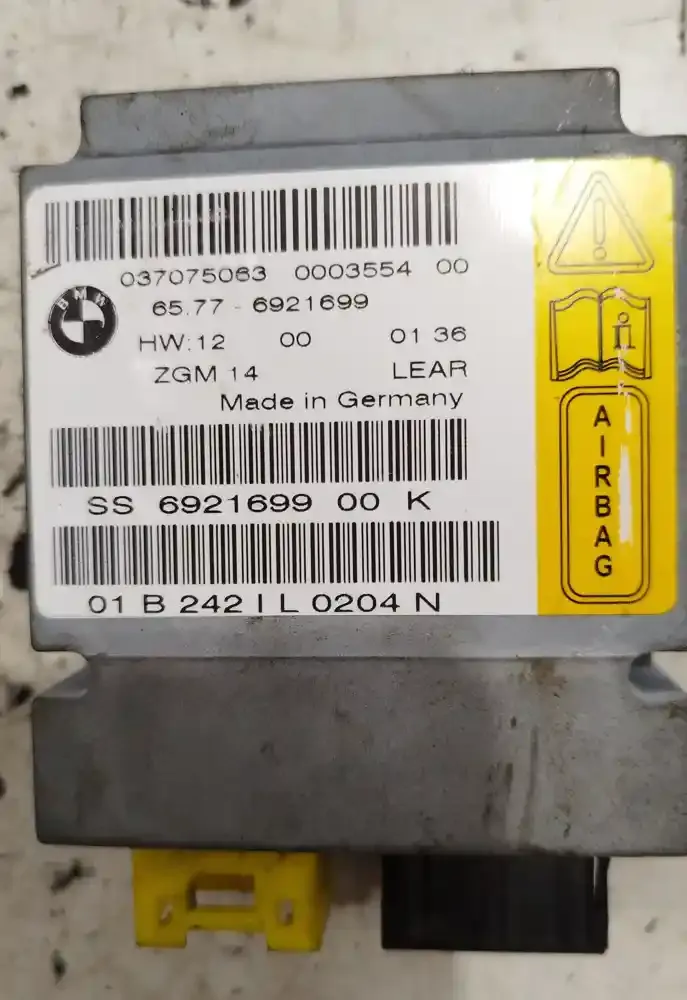 037075063 0003554 00
BMW
65.77 - 6921699
HW:12 00 01 36
ZGM 14 LEAR
Made in Germany
SS 6921699 00 K
01 B 242 I L 0204 N
i
AIRBAG